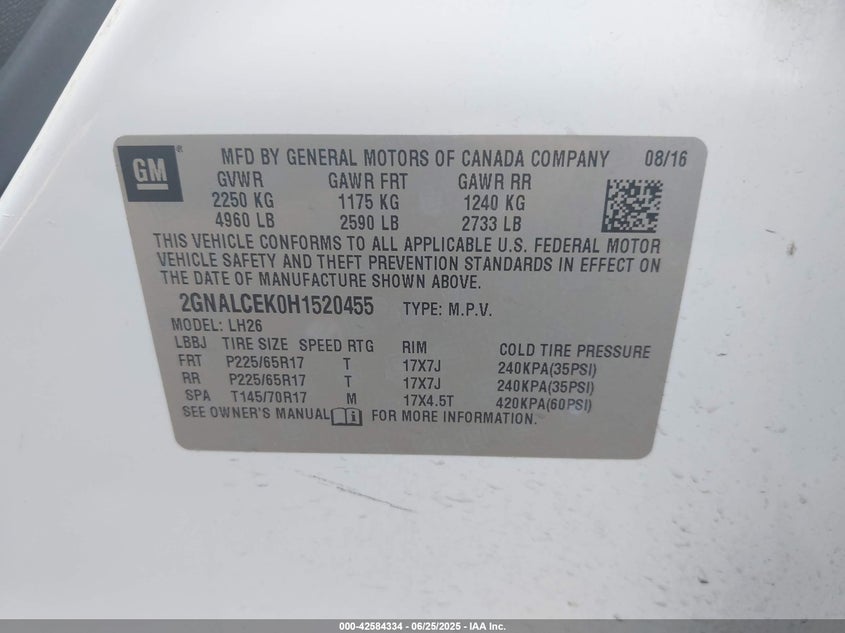 GM ® MFD BY GENERAL MOTORS OF CANADA COMPANY 08/16
GVWR GAWR FRT GAWR RR
2250 KG 1175 KG 1240 KG
4960 LB 2590 LB 2733 LB
THIS VEHICLE CONFORMS TO ALL APPLICABLE U.S. FEDERAL MOTOR
VEHICLE SAFETY AND THEFT PREVENTION STANDARDS IN EFFECT ON
THE DATE OF MANUFACTURE SHOWN ABOVE.
2GNALCEK0H1520455 TYPE: M.P.V.
MODEL: LH26
LBBJ TIRE SIZE SPEED RTG RIM COLD TIRE PRESSURE
FRT P225/65R17 T 17X7J 240KPA(35PSI)
RR P225/65R17 T 17X7J 240KPA(35PSI)
SPA T145/70R17 M 17X4.5T 420KPA(60PSI)
SEE OWNER'S MANUAL FOR MORE INFORMATION.
000-42584334 - 06/25/2025 - IAA Inc.